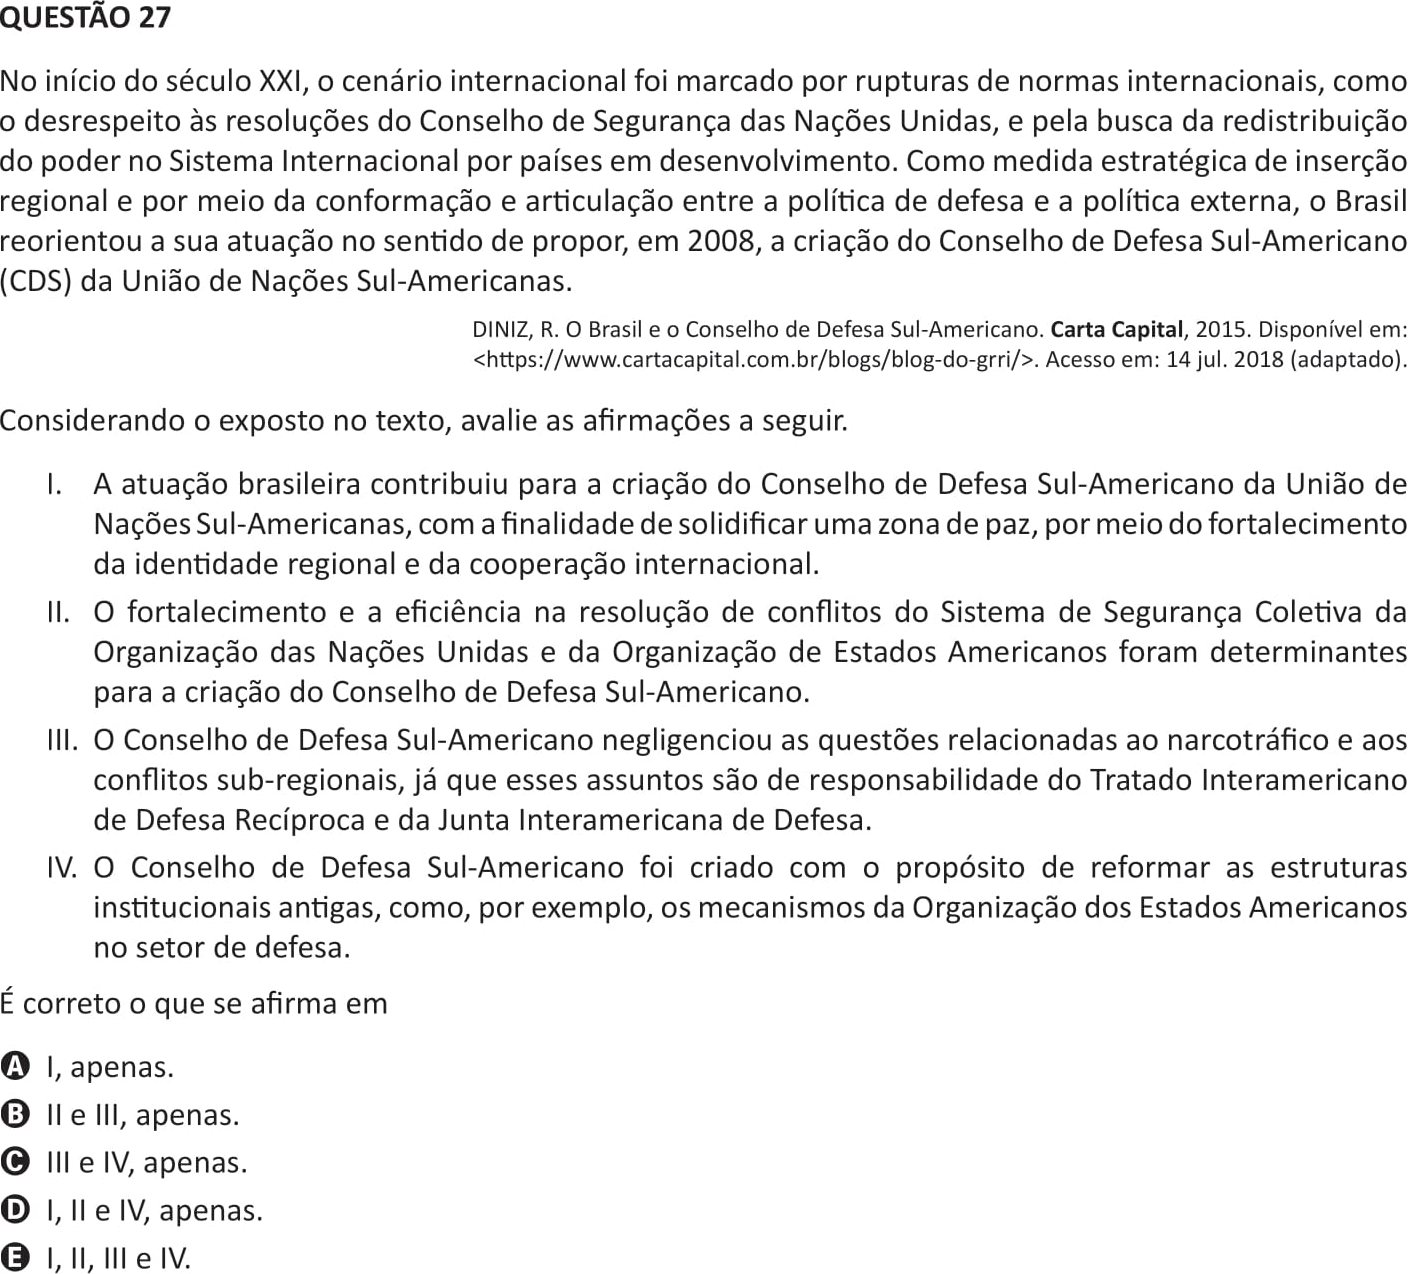 QUESTÃO 27
No início do século XXI, o cenário internacional foi marcado por rupturas de normas internacionais, como
o desrespeito às resoluções do Conselho de Segurança das Nações Unidas, e pela busca da redistribuição
do poder no Sistema Internacional por países em desenvolvimento. Como medida estratégica de inserção
regional e por meio da conformação e articulação entre a política de defesa e a política externa, o Brasil
reorientou a sua atuação no sentido de propor, em 2008, a criação do Conselho de Defesa Sul-Americano
(CDS) da União de Nações Sul-Americanas.
DINIZ, R. O Brasil e o Conselho de Defesa Sul-Americano. Carta Capital, 2015. Disponível em:
<https://www.cartacapital.com.br/blogs/blog-do-grri/>. Acesso em: 14 jul. 2018 (adaptado).
Considerando o exposto no texto, avalie as afirmações a seguir.
I. A atuação brasileira contribuiu para a criação do Conselho de Defesa Sul-Americano da União de
Nações Sul-Americanas, com a finalidade de solidificar uma zona de paz, por meio do fortalecimento
da identidade regional e da cooperação internacional.
II. O fortalecimento e a eficiência na resolução de conflitos do Sistema de Segurança Coletiva da
Organização das Nações Unidas e da Organização de Estados Americanos foram determinantes
para a criação do Conselho de Defesa Sul-Americano.
III. O Conselho de Defesa Sul-Americano negligenciou as questões relacionadas ao narcotráfico e aos
conflitos sub-regionais, já que esses assuntos são de responsabilidade do Tratado Interamericano
de Defesa Recíproca e da Junta Interamericana de Defesa.
IV. O Conselho de Defesa Sul-Americano foi criado com o propósito de reformar as estruturas
institucionais antigas, como, por exemplo, os mecanismos da Organização dos Estados Americanos
no setor de defesa.
É correto o que se afirma em
A I, apenas.
B II e III, apenas.
C III e IV, apenas.
D I, II e IV, apenas.
E I, II, III e IV.